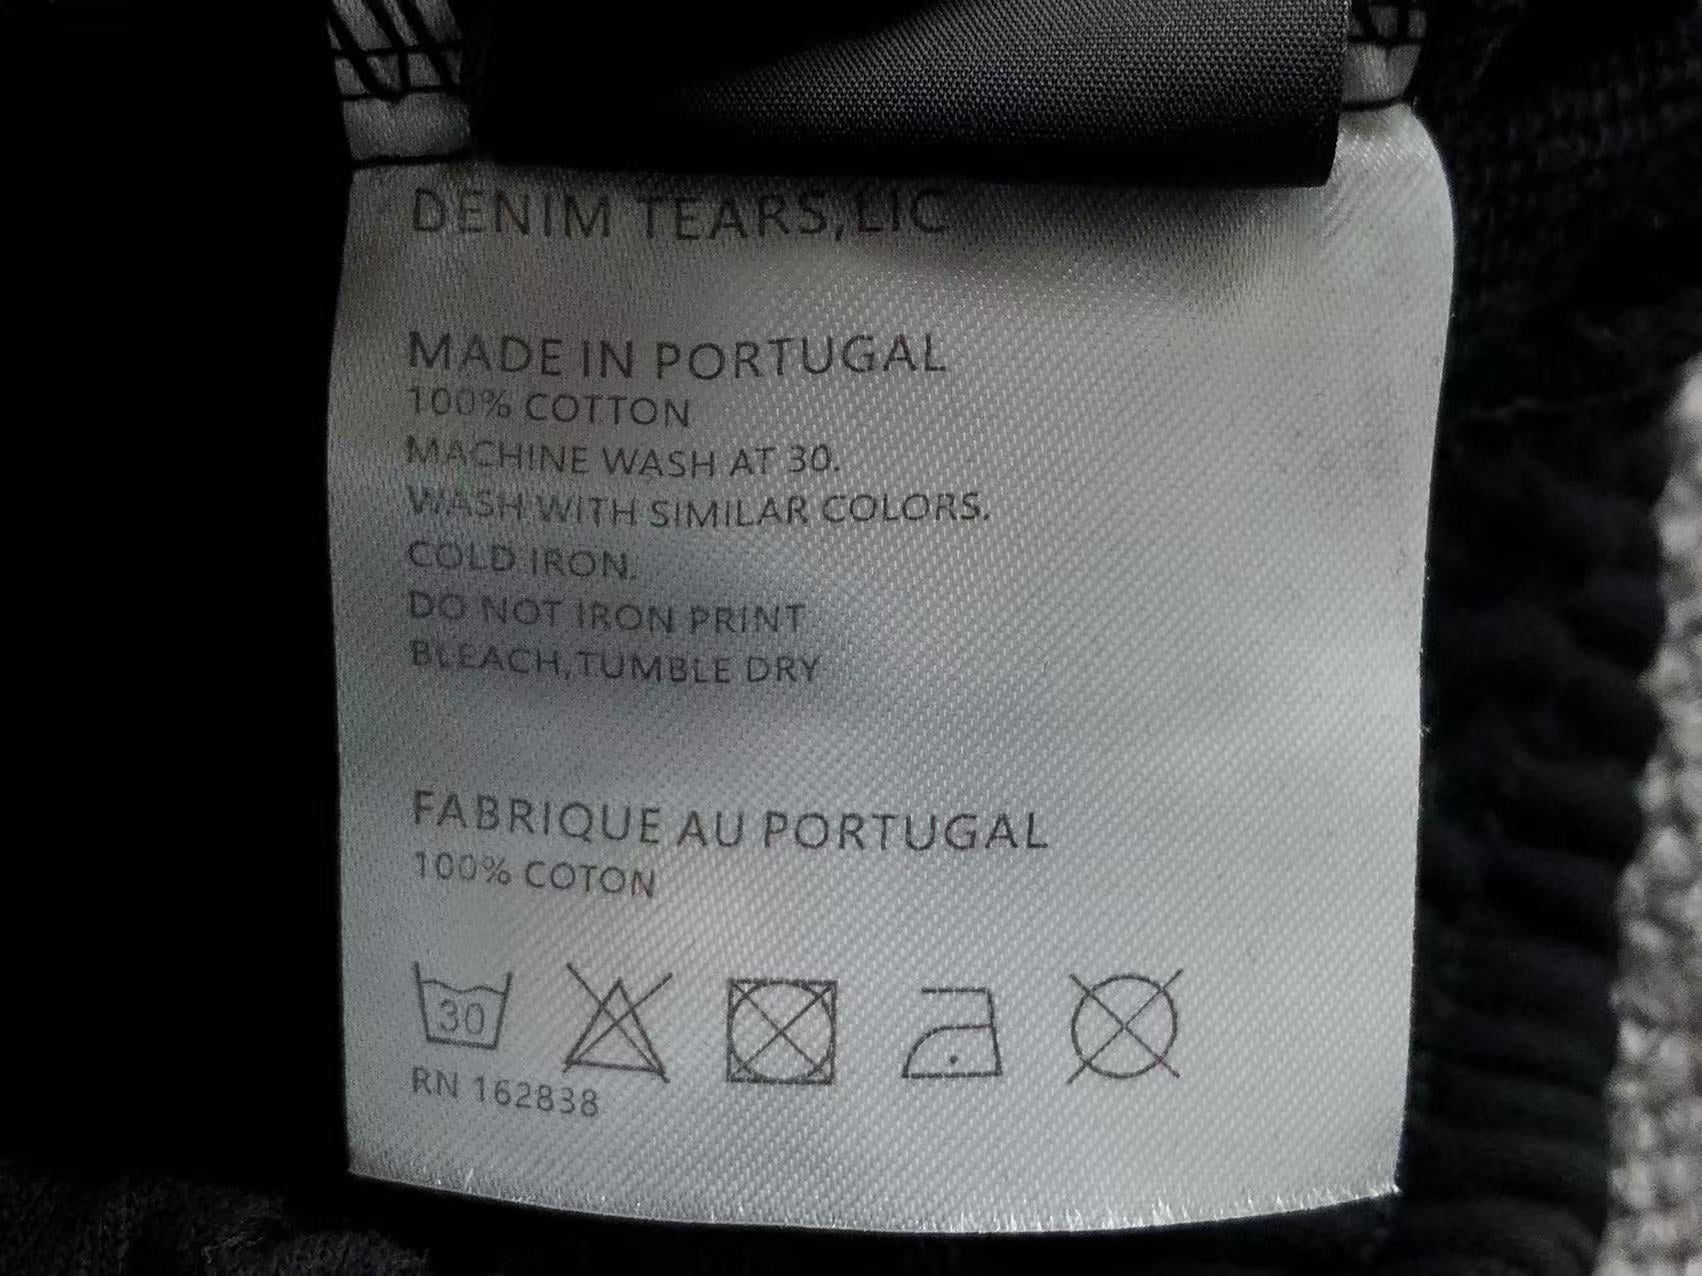 DENIM TEARS,LIC
MADE IN PORTUGAL
100% COTTON
MACHINE WASH AT 30.
WASH WITH SIMILAR COLORS.
COLD IRON.
DO NOT IRON PRINT
BLEACH,TUMBLE DRY
FABRIQUE AU PORTUGAL
100% COTON
30
RN 162838